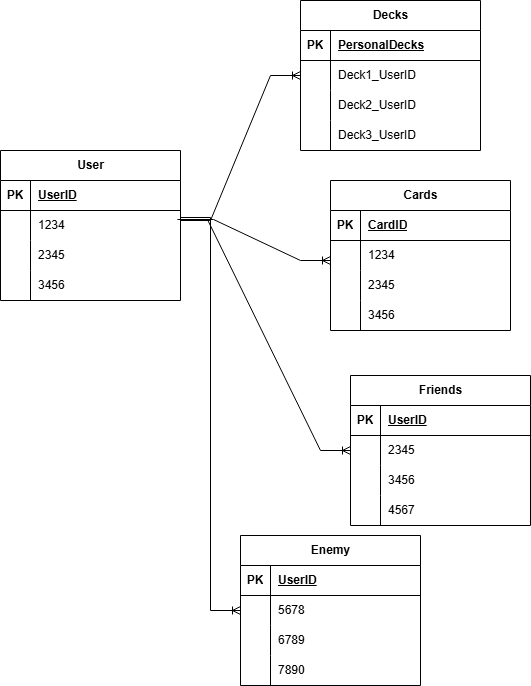 Decks
PK PersonalDecks
Deck1_UserID
Deck2_UserID
Deck3_UserID
User
PK UserID
1234
2345
3456
Cards
PK CardID
1234
2345
3456
Friends
PK UserID
2345
3456
4567
Enemy
PK UserID
5678
6789
7890